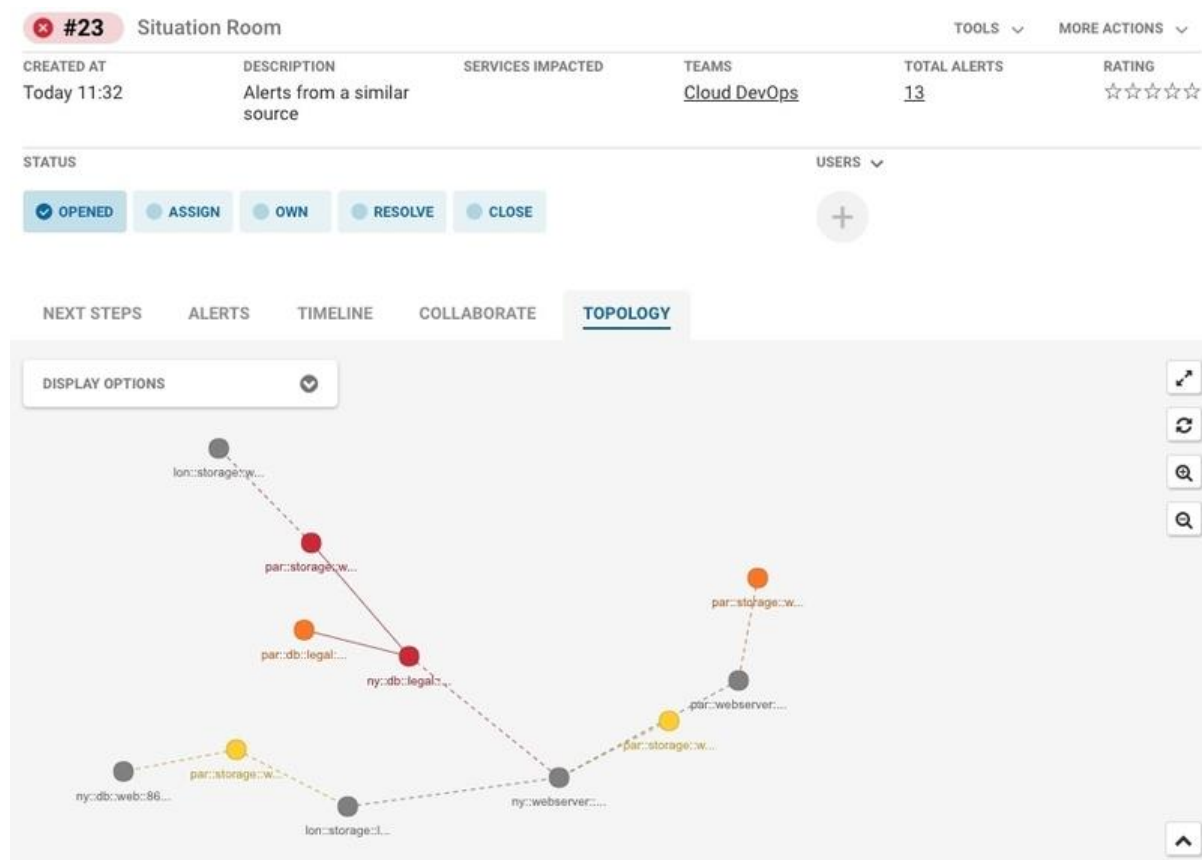 #23 Situation Room TOOLS MORE ACTIONS
CREATED AT DESCRIPTION SERVICES IMPACTED TEAMS TOTAL ALERTS RATING
Today 11:32 Alerts from a similar Cloud DevOps 13
source
STATUS USERS
OPENED ASSIGN OWN RESOLVE CLOSE
NEXT STEPS ALERTS TIMELINE COLLABORATE TOPOLOGY
DISPLAY OPTIONS
lon::storage::w...
par::storage::w...
par::storage::w...
par::db::legal:...
ny::db::legal::...
par::webserver:...
par::storage::w...
par::storage::w...
ny::db::web::86...
ny::webserver::...
lon::storage::l...